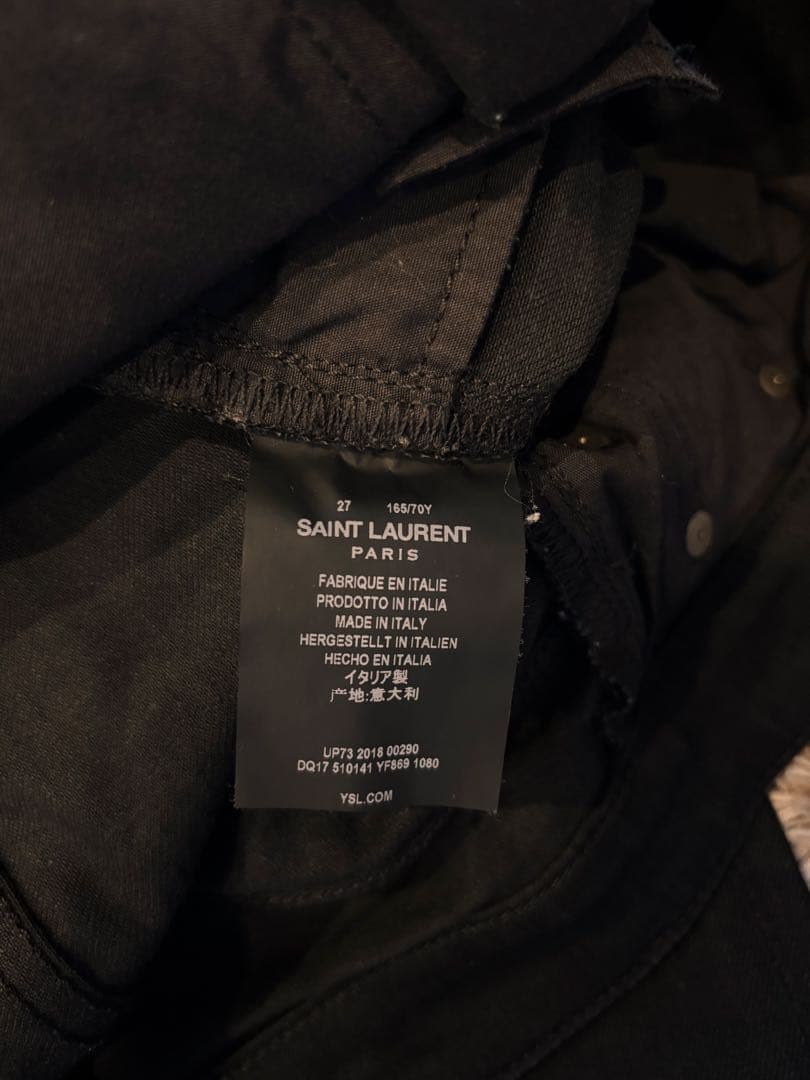 27 165/70Y
SAINT LAURENT
PARIS
FABRIQUE EN ITALIE
PRODOTTO IN ITALIA
MADE IN ITALY
HERGESTELLT IN ITALIEN
HECHO EN ITALIA
イタリア製
产地:意大利
UP73 2018 00290
DQ17 510141 YF869 1080
YSL.COM